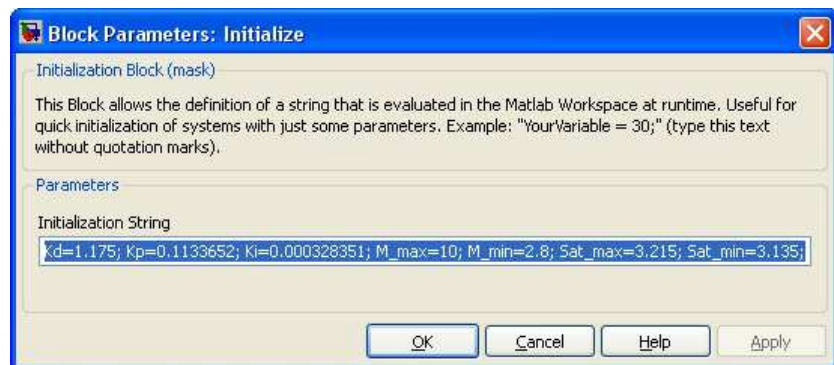 Block Parameters: Initialize
Initialization Block (mask)
This Block allows the definition of a string that is evaluated in the Matlab Workspace at runtime. Useful for
quick initialization of systems with just some parameters. Example: "YourVariable = 30;" (type this text
without quotation marks).
Parameters
Initialization String
Kd=1.175; Kp=0.1133652; Ki=0.000328351; M_max=10; M_min=2.8; Sat_max=3.215; Sat_min=3.135;
OK Cancel Help Apply